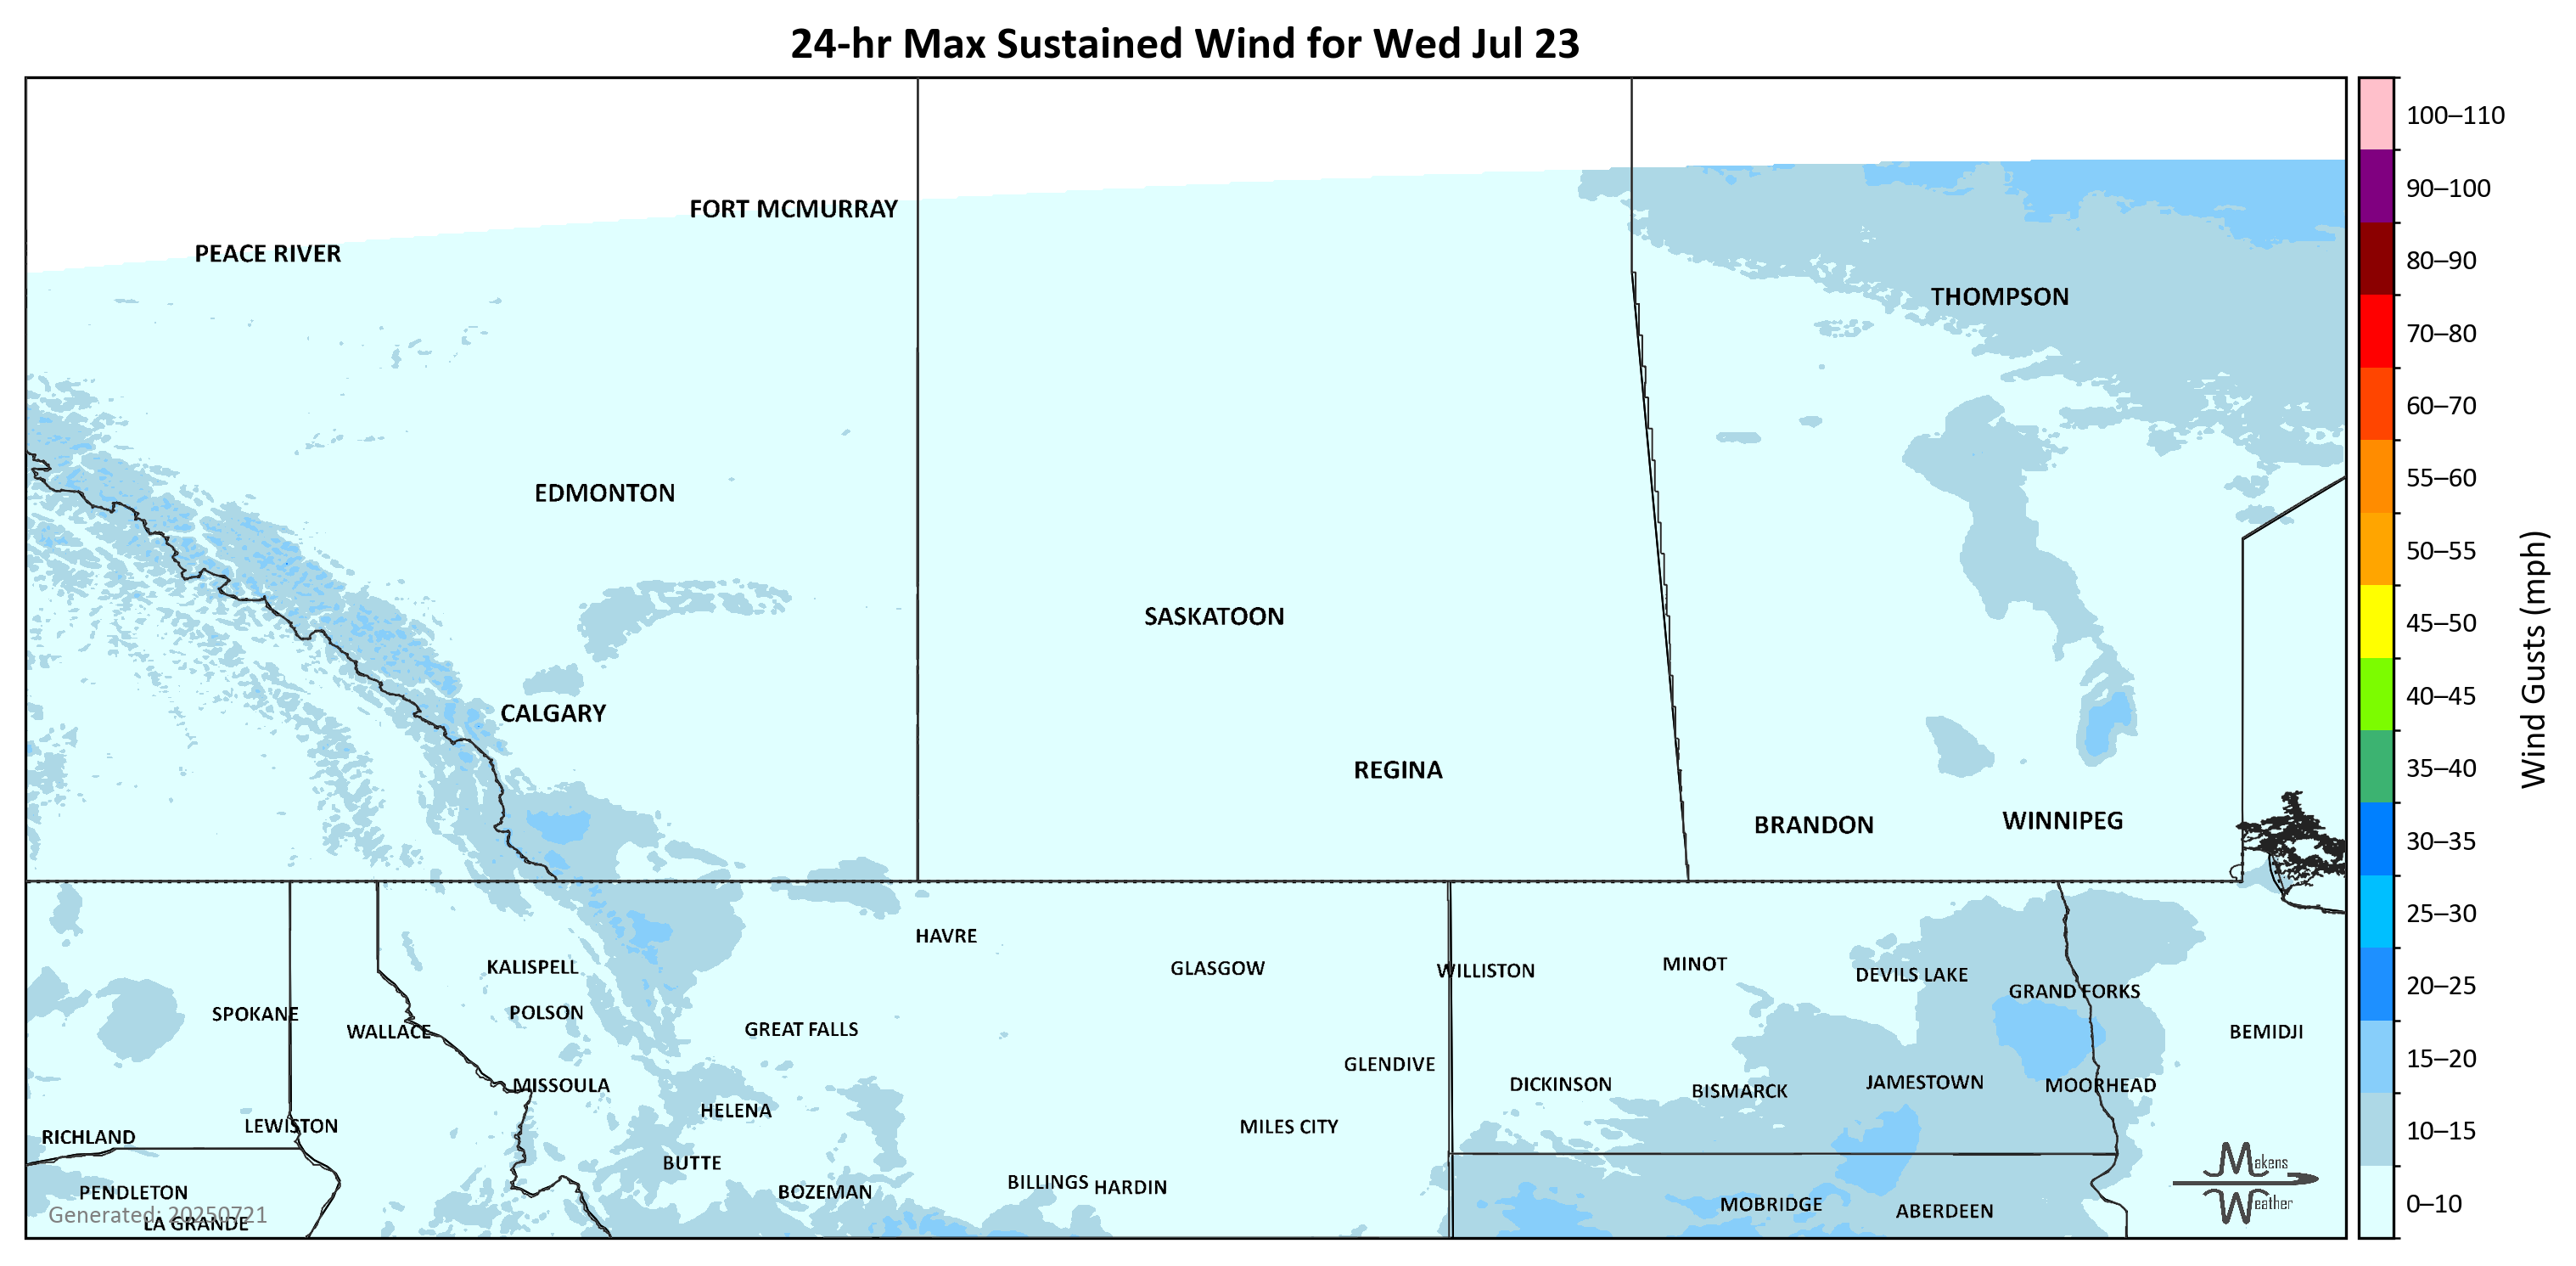 24-hr Max Sustained Wind for Wed Jul 23
100–110
FORT MCMURRAY
90–100
PEACE RIVER
80–90
THOMPSON
70–80
60–70
EDMONTON
55–60
50–55
SASKATOON
45–50
Wind Gusts (mph)
CALGARY
40–45
REGINA
35–40
BRANDON
WINNIPEG
30–35
HAVRE
25–30
KALISPELL
GLASGOW
WILLISTON
MINOT
DEVILS LAKE
20–25
GRAND FORKS
SPOKANE
POLSON
WALLACE
GREAT FALLS
BEMIDJI
15–20
GLENDIVE
MISSOULA
DICKINSON
BISMARCK
JAMESTOWN
MOORHEAD
HELENA
LEWISTON
MILES CITY
RICHLAND
10–15
BUTTE
Makens
Weather
PENDLETON
BOZEMAN
BILLINGS
HARDIN
MOBRIDGE
ABERDEEN
0–10
Generated: 20250721
LA GRANDE